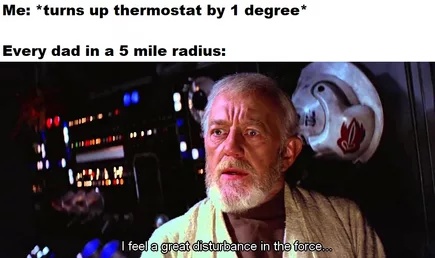 Me: *turns up thermostat by 1 degree*
Every dad in a 5 mile radius:
I feel a great disturbance in the force...